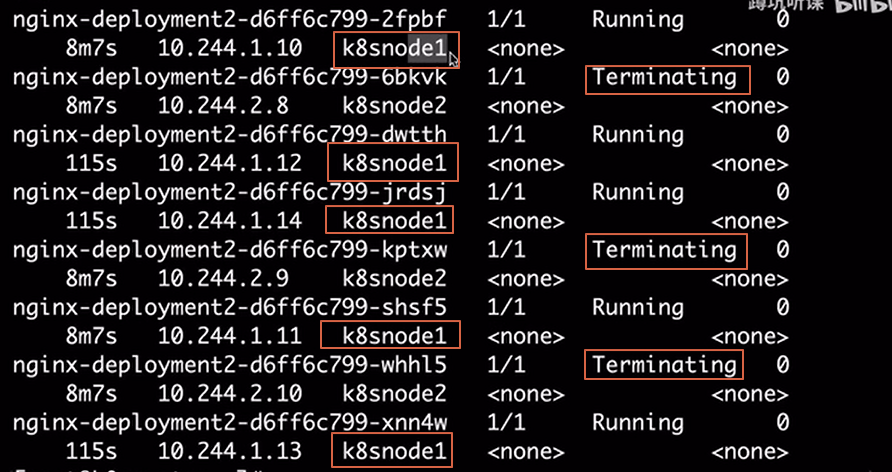 蹲坑听课 bilibili
nginx-deployment2-d6ff6c799-2fpbf 1/1 Running 0
8m7s 10.244.1.10 k8snode1 <none> <none>
nginx-deployment2-d6ff6c799-6bkvk 1/1 Terminating 0
8m7s 10.244.2.8 k8snode2 <none> <none>
nginx-deployment2-d6ff6c799-dwtth 1/1 Running 0
115s 10.244.1.12 k8snode1 <none> <none>
nginx-deployment2-d6ff6c799-jrdsj 1/1 Running 0
115s 10.244.1.14 k8snode1 <none> <none>
nginx-deployment2-d6ff6c799-kptxw 1/1 Terminating 0
8m7s 10.244.2.9 k8snode2 <none> <none>
nginx-deployment2-d6ff6c799-shsf5 1/1 Running 0
8m7s 10.244.1.11 k8snode1 <none> <none>
nginx-deployment2-d6ff6c799-whhl5 1/1 Terminating 0
8m7s 10.244.2.10 k8snode2 <none> <none>
nginx-deployment2-d6ff6c799-xnn4w 1/1 Running 0
115s 10.244.1.13 k8snode1 <none> <none>